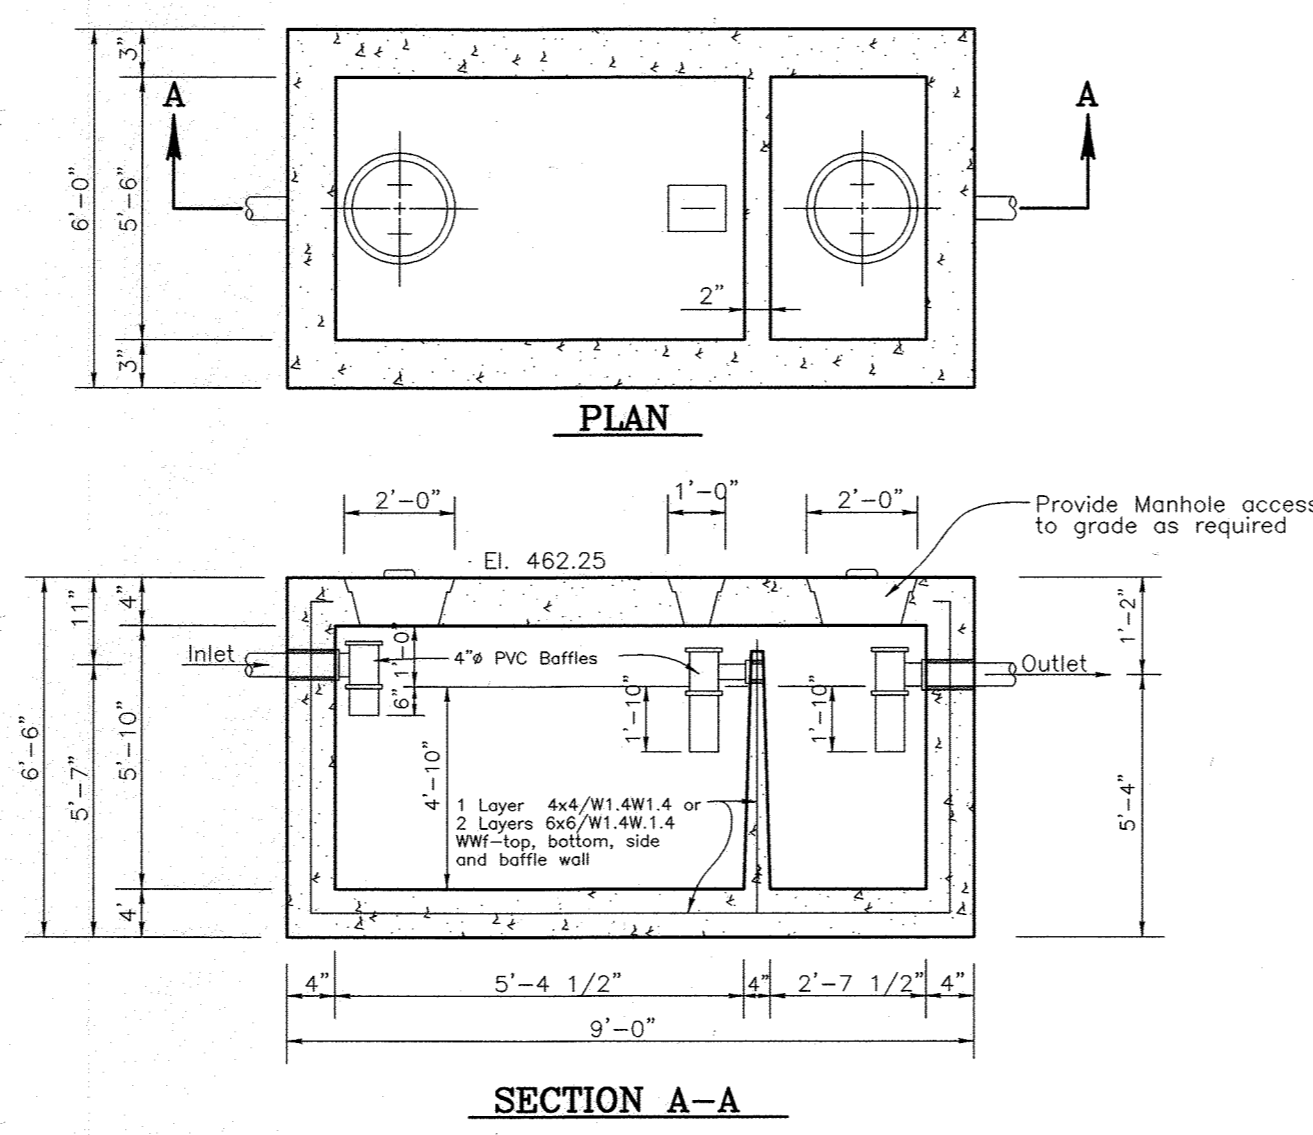 3"
A
A
6'-0"
5'-6"
2"
3"
PLAN
2'-0"
1'-0"
2'-0"
Provide Manhole access
to grade as required
El. 462.25
11"
4"
1'-2"
Inlet
4"ø PVC Baffles
1'-0"
Outlet
6"
1'-10"
1'-10"
6'-6"
5'-7"
5'-10"
4'-10"
5'-4"
1 Layer 4x4/W1.4W1.4 or
2 Layers 6x6/W1.4W.1.4
WWf-top, bottom, side
and baffle wall
4'
4"
5'-4 1/2"
4"
2'-7 1/2"
4"
9'-0"
SECTION A-A